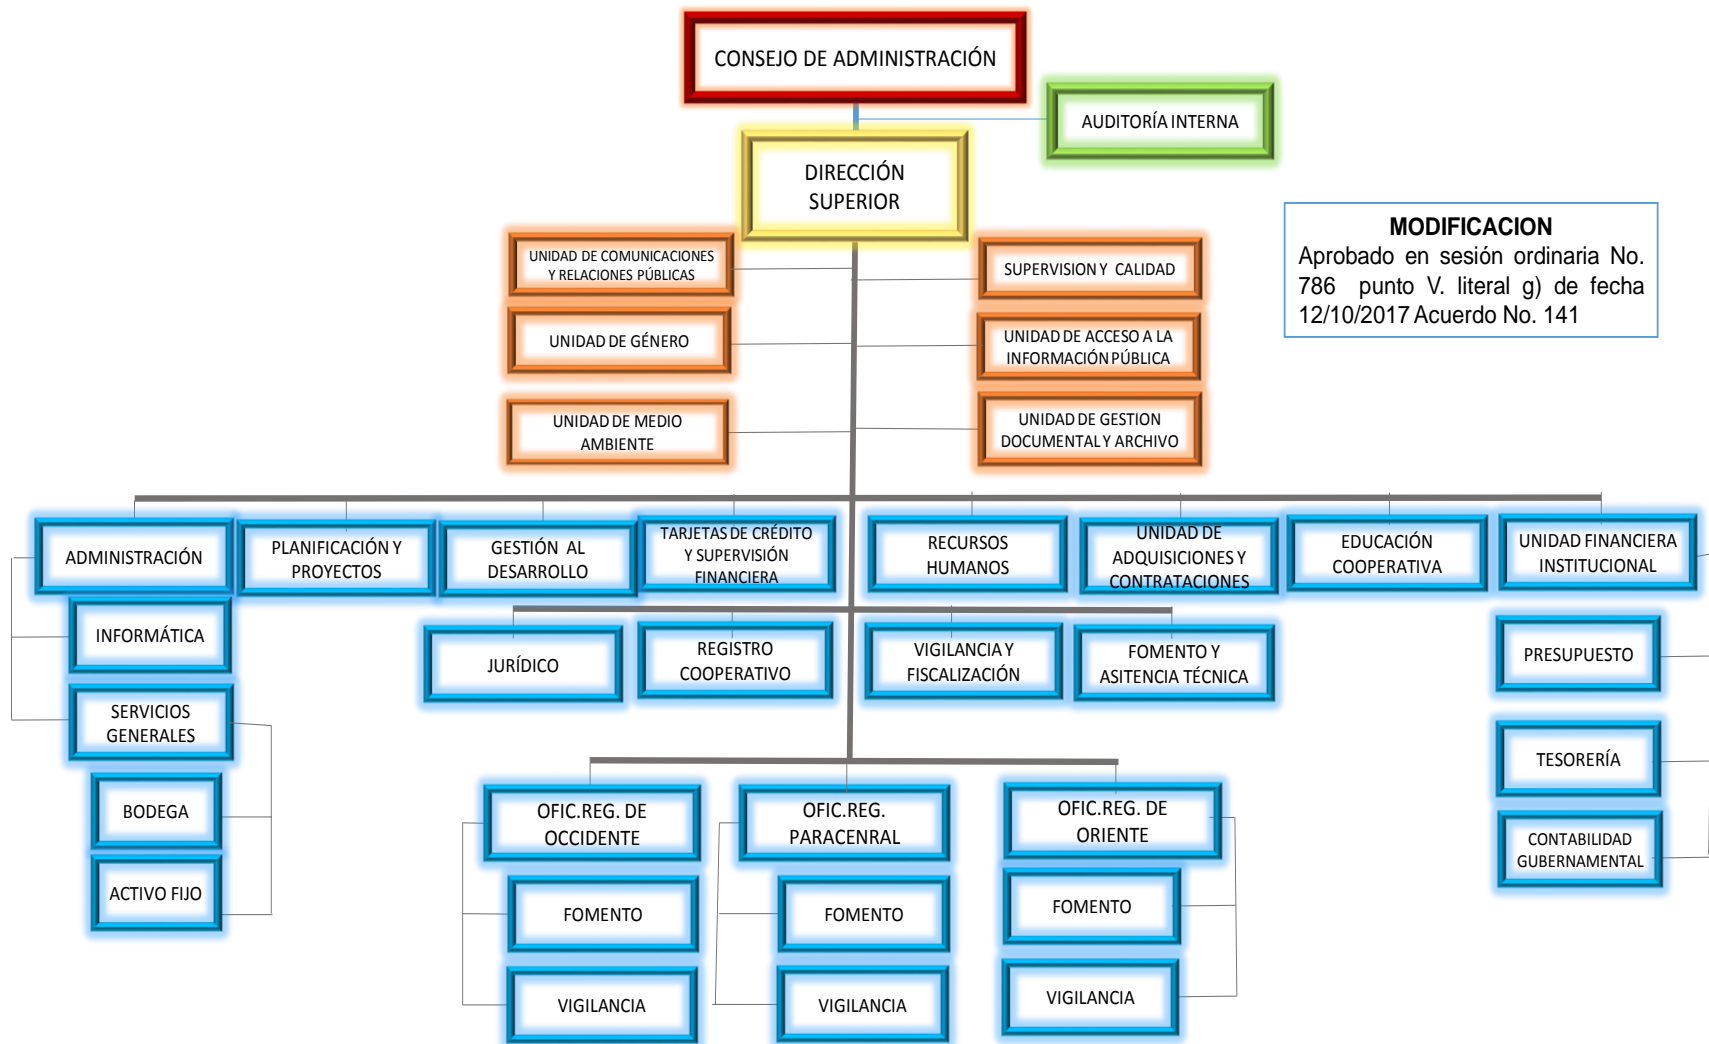 CONSEJO DE ADMINISTRACIÓN
AUDITORÍA INTERNA
DIRECCIÓN
SUPERIOR
MODIFICACION
Aprobado en sesión ordinaria No.
786 punto V. literal g) de fecha
12/10/2017 Acuerdo No. 141
UNIDAD DE COMUNICACIONES
Y RELACIONES PÚBLICAS
SUPERVISION Y CALIDAD
UNIDAD DE GÉNERO
UNIDAD DE ACCESO A LA
INFORMACIÓN PÚBLICA
UNIDAD DE MEDIO
AMBIENTE
UNIDAD DE GESTION
DOCUMENTAL Y ARCHIVO
ADMINISTRACIÓN
PLANIFICACIÓN Y
PROYECTOS
GESTIÓN AL
DESARROLLO
TARJETAS DE CRÉDITO
Y SUPERVISIÓN
FINANCIERA
RECURSOS
HUMANOS
UNIDAD DE
ADQUISICIONES Y
CONTRATACIONES
EDUCACIÓN
COOPERATIVA
UNIDAD FINANCIERA
INSTITUCIONAL
INFORMÁTICA
JURÍDICO
REGISTRO
COOPERATIVO
VIGILANCIA Y
FISCALIZACIÓN
FOMENTO Y
ASITENCIA TÉCNICA
PRESUPUESTO
SERVICIOS
GENERALES
TESORERÍA
BODEGA
OFIC.REG. DE
OCCIDENTE
OFIC.REG.
PARACENRAL
OFIC.REG. DE
ORIENTE
CONTABILIDAD
GUBERNAMENTAL
ACTIVO FIJO
FOMENTO
FOMENTO
FOMENTO
VIGILANCIA
VIGILANCIA
VIGILANCIA